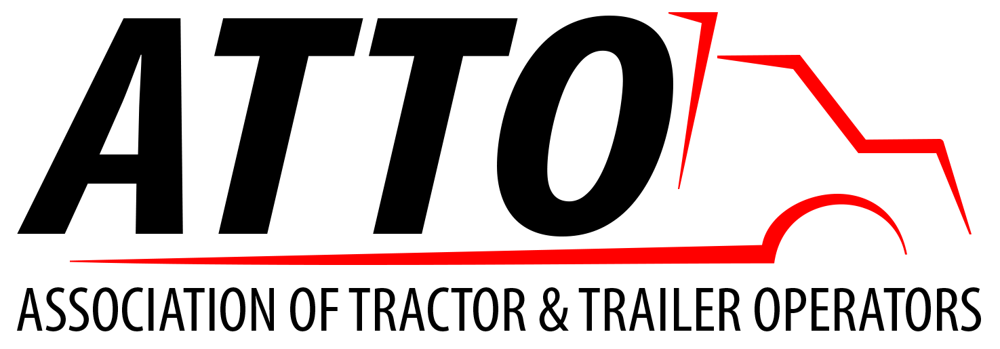 ATTO
ASSOCIATION OF TRACTOR & TRAILER OPERATORS